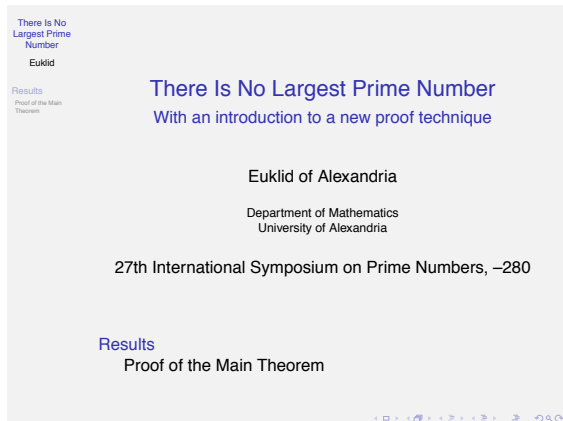 There Is No
Largest Prime
Number
Euklid
Results
Proof of the Main
Theorem
There Is No Largest Prime Number
With an introduction to a new proof technique
Euklid of Alexandria
Department of Mathematics
University of Alexandria
27th International Symposium on Prime Numbers, –280
Results
Proof of the Main Theorem